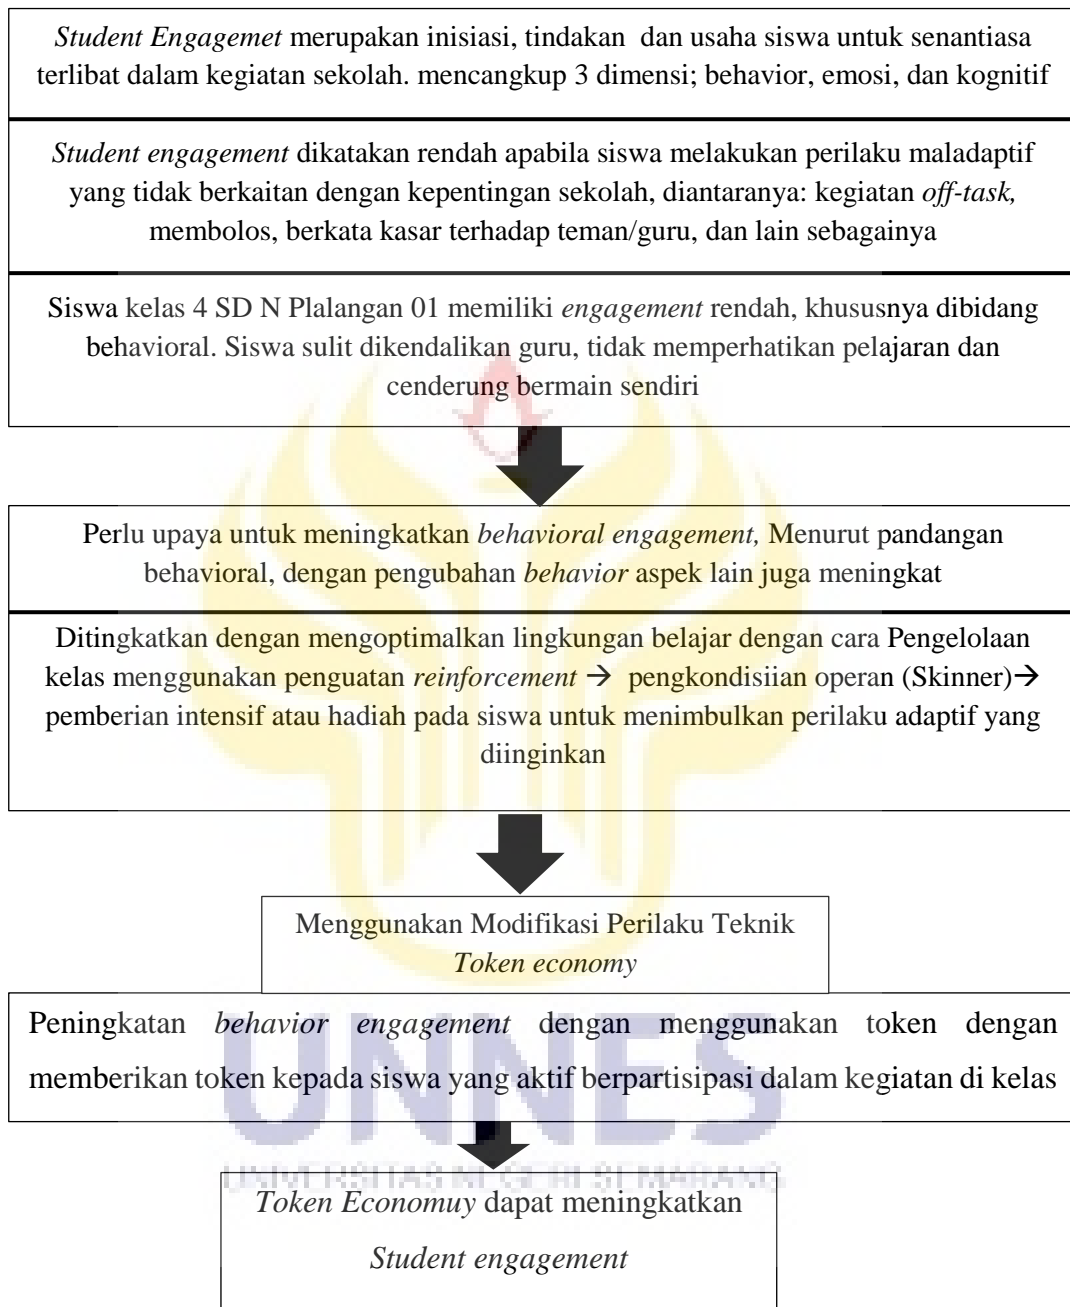 Student Engagemet merupakan inisiasi, tindakan dan usaha siswa untuk senantiasa
terlibat dalam kegiatan sekolah. mencangkup 3 dimensi; behavior, emosi, dan kognitif
Student engagement dikatakan rendah apabila siswa melakukan perilaku maladaptif
yang tidak berkaitan dengan kepentingan sekolah, diantaranya: kegiatan off-task,
membolos, berkata kasar terhadap teman/guru, dan lain sebagainya
Siswa kelas 4 SD N Plalangan 01 memiliki engagement rendah, khususnya dibidang
behavioral. Siswa sulit dikendalikan guru, tidak memperhatikan pelajaran dan
cenderung bermain sendiri
Perlu upaya untuk meningkatkan behavioral engagement, Menurut pandangan
behavioral, dengan pengubahan behavior aspek lain juga meningkat
Ditingkatkan dengan mengoptimalkan lingkungan belajar dengan cara Pengelolaan
kelas menggunakan penguatan reinforcement → pengkondisiian operan (Skinner)→
pemberian intensif atau hadiah pada siswa untuk menimbulkan perilaku adaptif yang
diinginkan
Menggunakan Modifikasi Perilaku Teknik
Token economy
Peningkatan behavior engagement dengan menggunakan token dengan
memberikan token kepada siswa yang aktif berpartisipasi dalam kegiatan di kelas
UNNES
UNIVERSITAS NEGERI SEMARANG
Token Economuy dapat meningkatkan
Student engagement